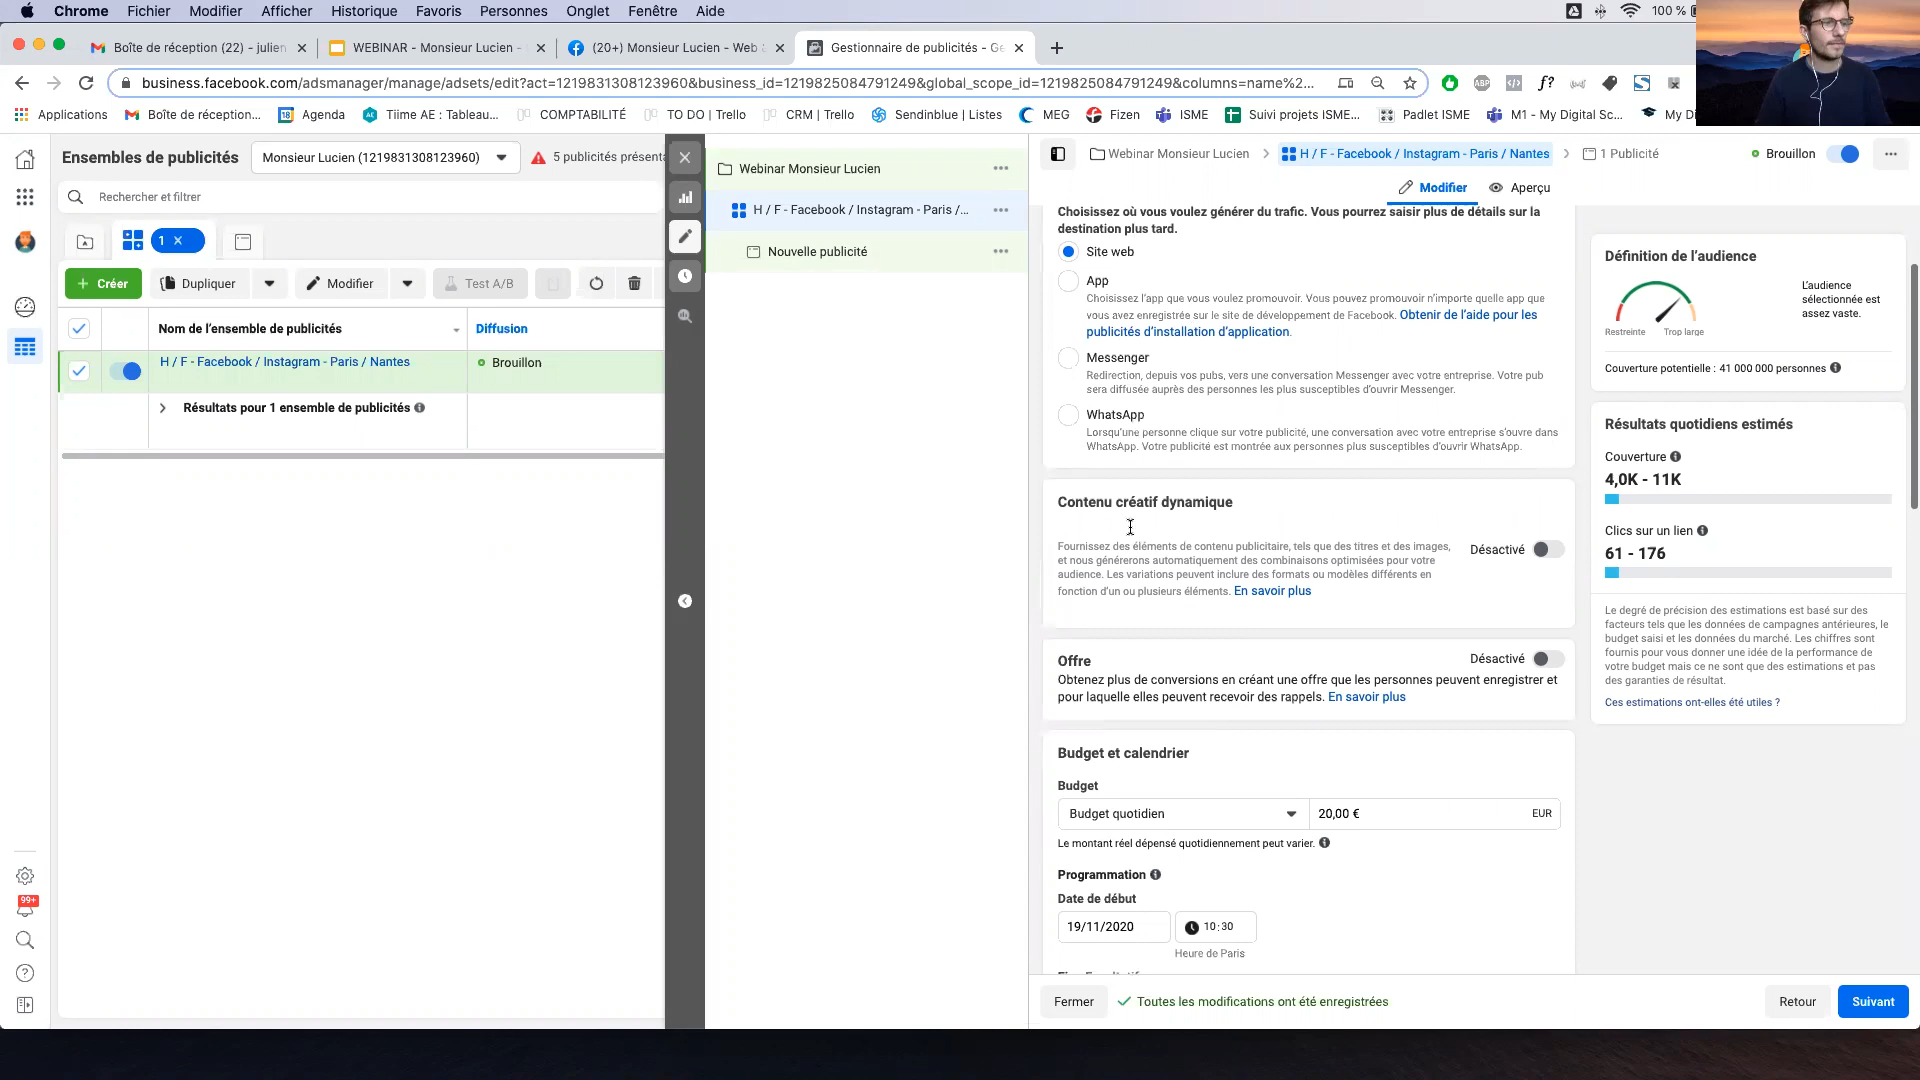 Chrome Fichier Modifier Afficher Historique Favoris Personnes Onglet Fenêtre Aide 100 %
Boîte de réception (22) - julien
WEBINAR - Monsieur Lucien -
(20+) Monsieur Lucien - Web
Gestionnaire de publicités - Ge
business.facebook.com/adsmanager/manage/adsets/edit?act=1219831308123960&business_id=1219825084791249&global_scope_id=1219825084791249&columns=name%2...
ABP
f?
Applications Boîte de réception... Agenda Tiime AE : Tableau... COMPTABILITÉ TO DO | Trello CRM | Trello Sendinblue | Listes MEG Fizen ISME Suivi projets ISME... Padlet ISME M1 - My Digital Sc... My Di
Ensembles de publicités
Monsieur Lucien (1219831308123960)
5 publicités présenta
Rechercher et filtrer
1
Créer
Dupliquer
Modifier
Test A/B
Nom de l'ensemble de publicités
Diffusion
H / F - Facebook / Instagram - Paris / Nantes
Brouillon
Résultats pour 1 ensemble de publicités
99+
Webinar Monsieur Lucien
H / F - Facebook / Instagram - Paris /...
Nouvelle publicité
Webinar Monsieur Lucien
H / F - Facebook / Instagram - Paris / Nantes
1 Publicité
Brouillon
Modifier
Aperçu
Choisissez où vous voulez générer du trafic. Vous pourrez saisir plus de détails sur la
destination plus tard.
Site web
App
Choisissez l'app que vous voulez promouvoir. Vous pouvez promouvoir n'importe quelle app que
vous avez enregistrée sur le site de développement de Facebook. Obtenir de l'aide pour les
publicités d'installation d'application.
Messenger
Redirection, depuis vos pubs, vers une conversation Messenger avec votre entreprise. Votre pub
sera diffusée auprès des personnes les plus susceptibles d'ouvrir Messenger.
WhatsApp
Lorsqu'une personne clique sur votre publicité, une conversation avec votre entreprise s'ouvre dans
WhatsApp. Votre publicité est montrée aux personnes plus susceptibles d'ouvrir WhatsApp.
Contenu créatif dynamique
Fournissez des éléments de contenu publicitaire, tels que des titres et des images,
et nous générerons automatiquement des combinaisons optimisées pour votre
audience. Les variations peuvent inclure des formats ou modèles différents en
fonction d'un ou plusieurs éléments. En savoir plus
Désactivé
Offre
Désactivé
Obtenez plus de conversions en créant une offre que les personnes peuvent enregistrer et
pour laquelle elles peuvent recevoir des rappels. En savoir plus
Budget et calendrier
Budget
Budget quotidien
20,00 €
EUR
Le montant réel dépensé quotidiennement peut varier.
Programmation
Date de début
19/11/2020
10:30
Heure de Paris
Définition de l'audience
Restreinte
Trop large
L'audience
sélectionnée est
assez vaste.
Couverture potentielle : 41 000 000 personnes
Résultats quotidiens estimés
Couverture
4,0K - 11K
Clics sur un lien
61 - 176
Le degré de précision des estimations est basé sur des
facteurs tels que les données de campagnes antérieures, le
budget saisi et les données du marché. Les chiffres sont
fournis pour vous donner une idée de la performance de
votre budget mais ce ne sont que des estimations et pas
des garanties de résultat.
Ces estimations ont-elles été utiles ?
Fermer
Toutes les modifications ont été enregistrées
Retour
Suivant